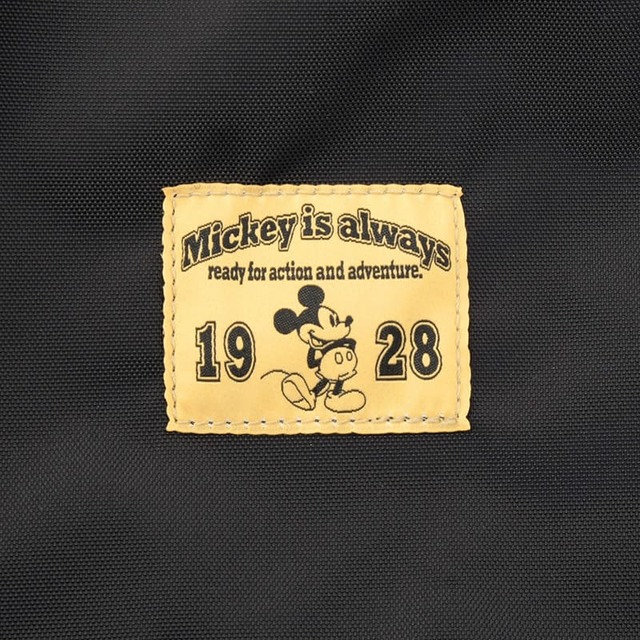 Mickey is always
ready for action and adventure.
19 28